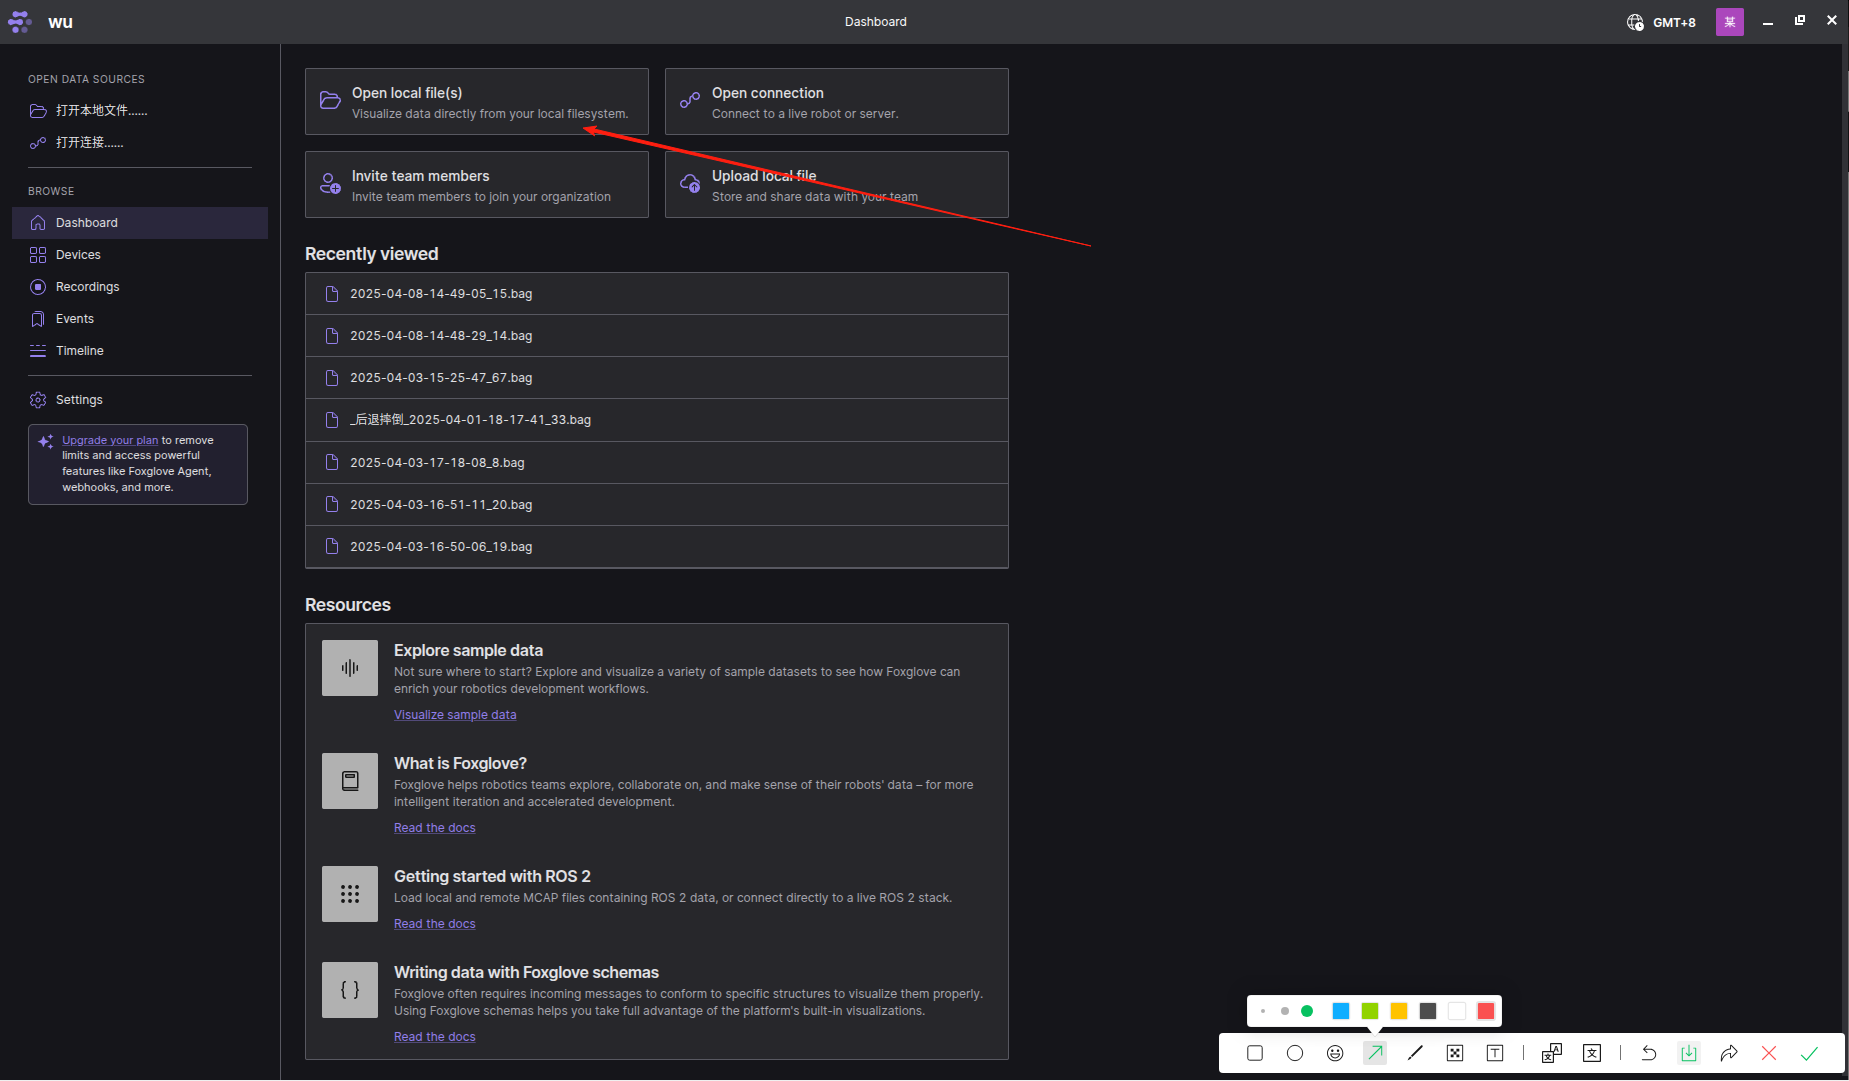 wu
Dashboard
GMT+8
某
OPEN DATA SOURCES
打开本地文件......
打开连接......
BROWSE
Dashboard
Devices
Recordings
Events
Timeline
Settings
Upgrade your plan to remove
limits and access powerful
features like Foxglove Agent,
webhooks, and more.
Open local file(s)
Visualize data directly from your local filesystem.
Open connection
Connect to a live robot or server.
Invite team members
Invite team members to join your organization
Upload local file
Store and share data with your team
Recently viewed
2025-04-08-14-49-05_15.bag
2025-04-08-14-48-29_14.bag
2025-04-03-15-25-47_67.bag
_后退摔倒_2025-04-01-18-17-41_33.bag
2025-04-03-17-18-08_8.bag
2025-04-03-16-51-11_20.bag
2025-04-03-16-50-06_19.bag
Resources
Explore sample data
Not sure where to start? Explore and visualize a variety of sample datasets to see how Foxglove can
enrich your robotics development workflows.
Visualize sample data
What is Foxglove?
Foxglove helps robotics teams explore, collaborate on, and make sense of their robots' data – for more
intelligent iteration and accelerated development.
Read the docs
Getting started with ROS 2
Load local and remote MCAP files containing ROS 2 data, or connect directly to a live ROS 2 stack.
Read the docs
{ }
Writing data with Foxglove schemas
Foxglove often requires incoming messages to conform to specific structures to visualize them properly.
Using Foxglove schemas helps you take full advantage of the platform's built-in visualizations.
Read the docs
T
文A
文